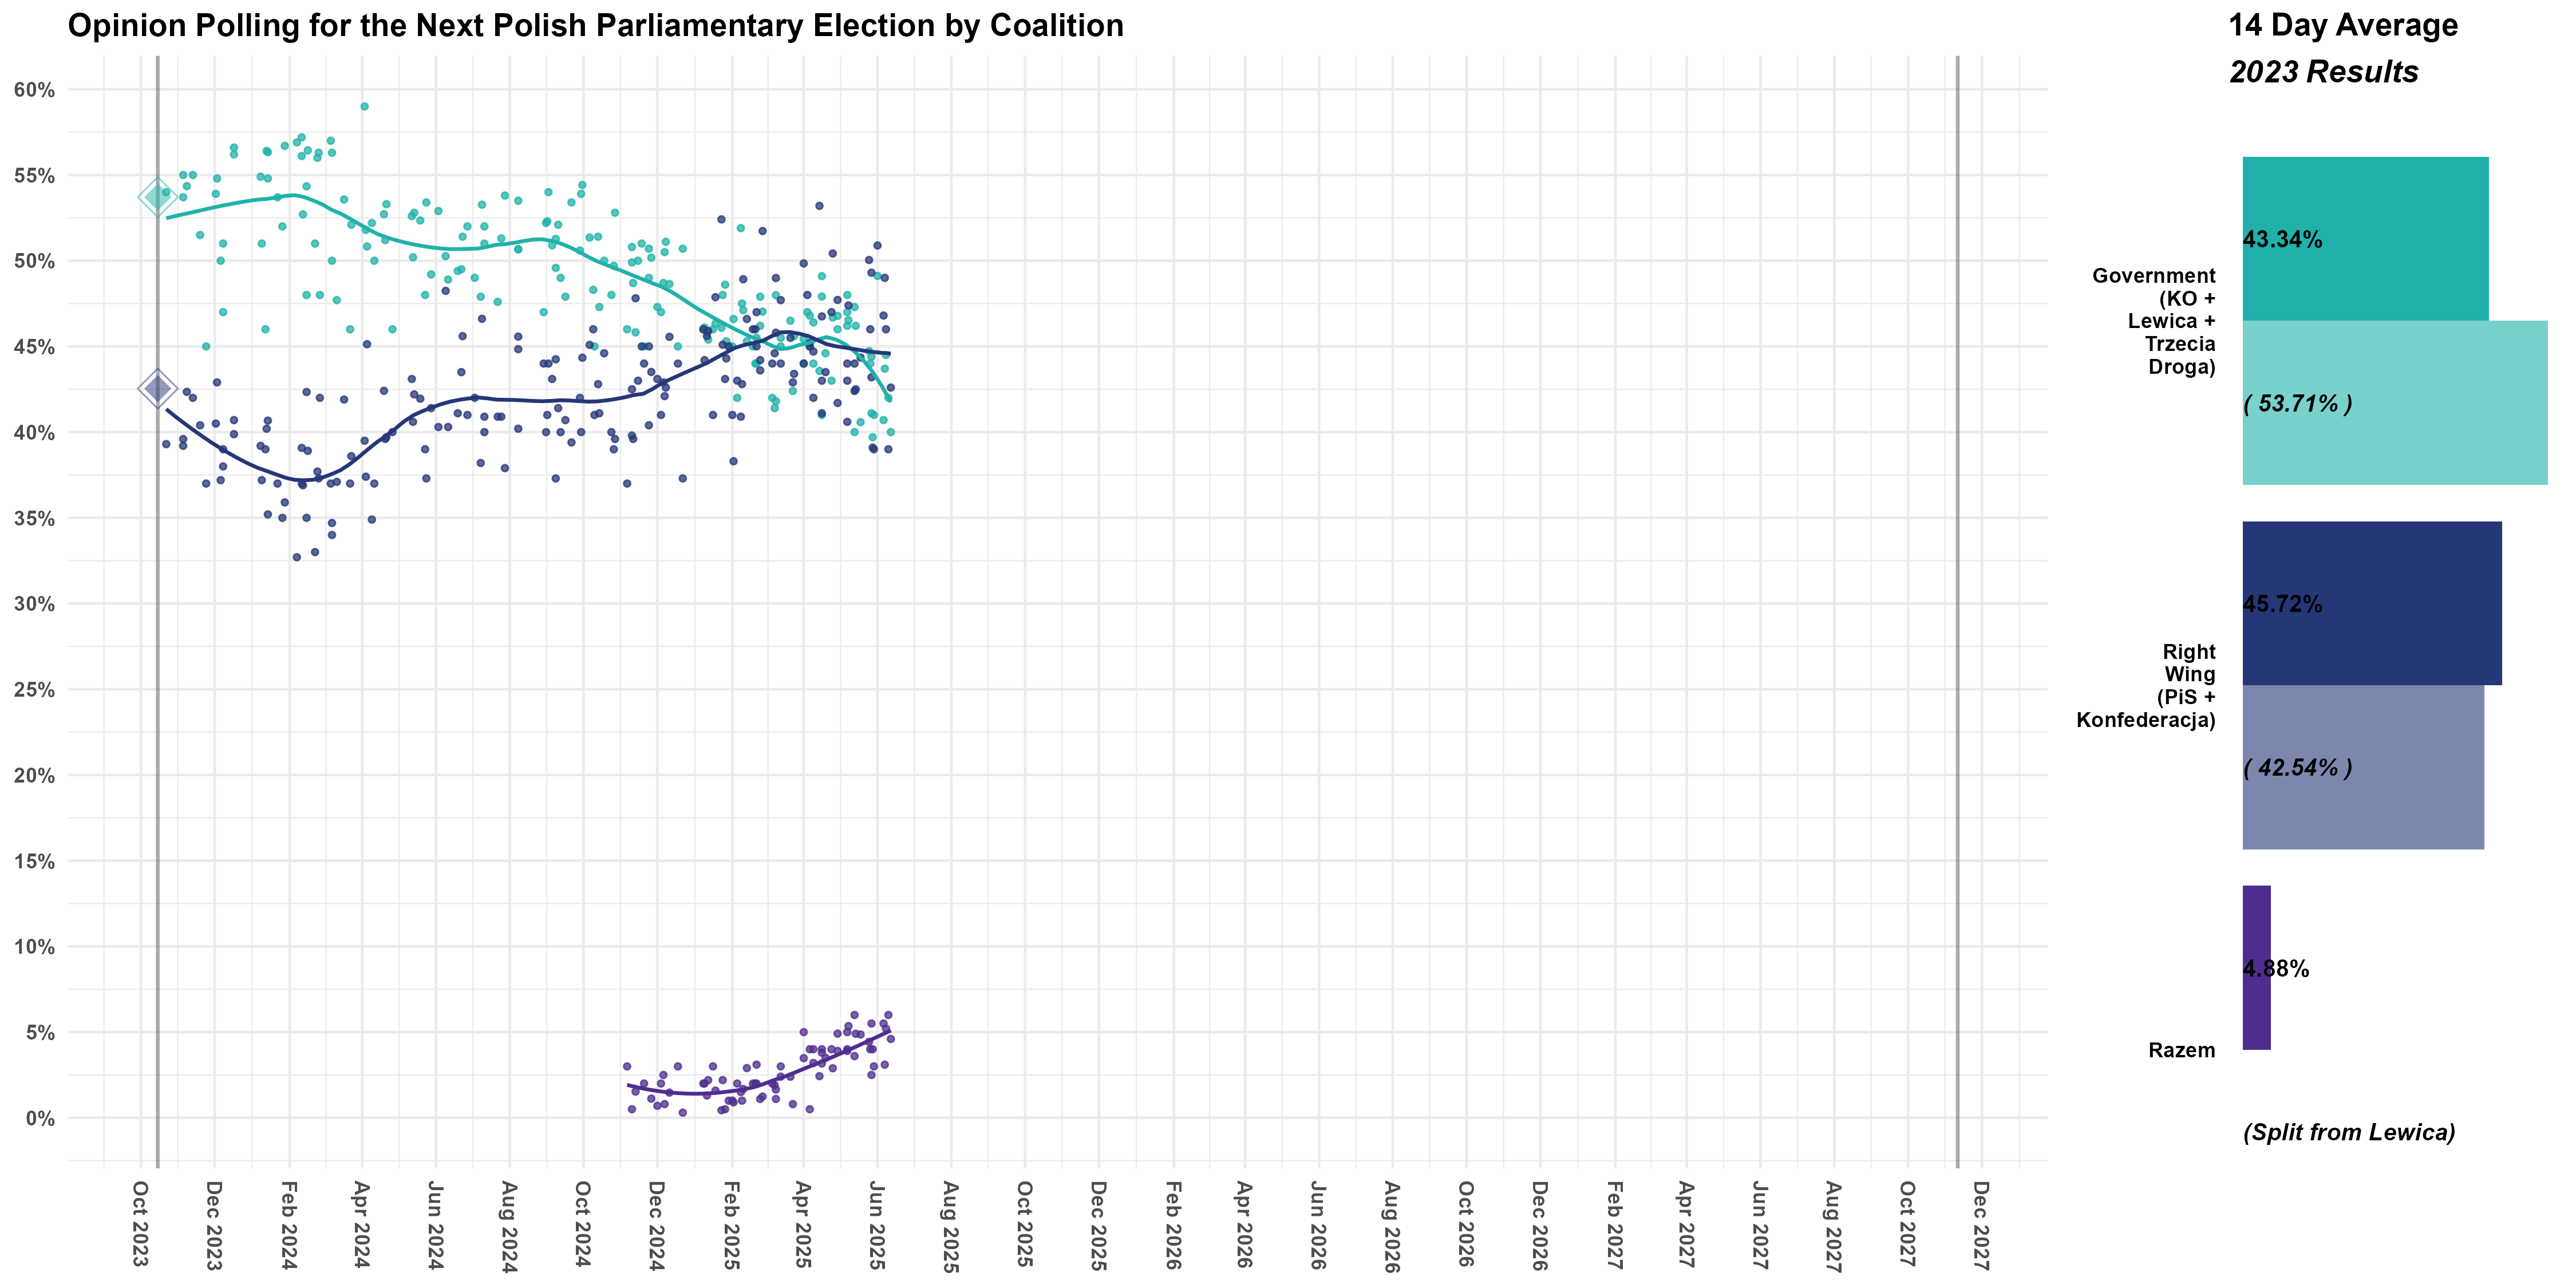 Opinion Polling for the Next Polish Parliamentary Election by Coalition
60%
55%
50%
45%
40%
35%
30%
25%
20%
15%
10%
5%
0%
Oct 2023
Dec 2023
Feb 2024
Apr 2024
Jun 2024
Aug 2024
Oct 2024
Dec 2024
Feb 2025
Apr 2025
Jun 2025
Aug 2025
Oct 2025
Dec 2025
Feb 2026
Apr 2026
Jun 2026
Aug 2026
Oct 2026
Dec 2026
Feb 2027
Apr 2027
Jun 2027
Aug 2027
Oct 2027
Dec 2027
14 Day Average
2023 Results
Government
(KO +
Lewica +
Trzecia
Droga)
43.34%
( 53.71% )
Right
Wing
(PiS +
Konfederacja)
45.72%
( 42.54% )
Razem
4.88%
(Split from Lewica)